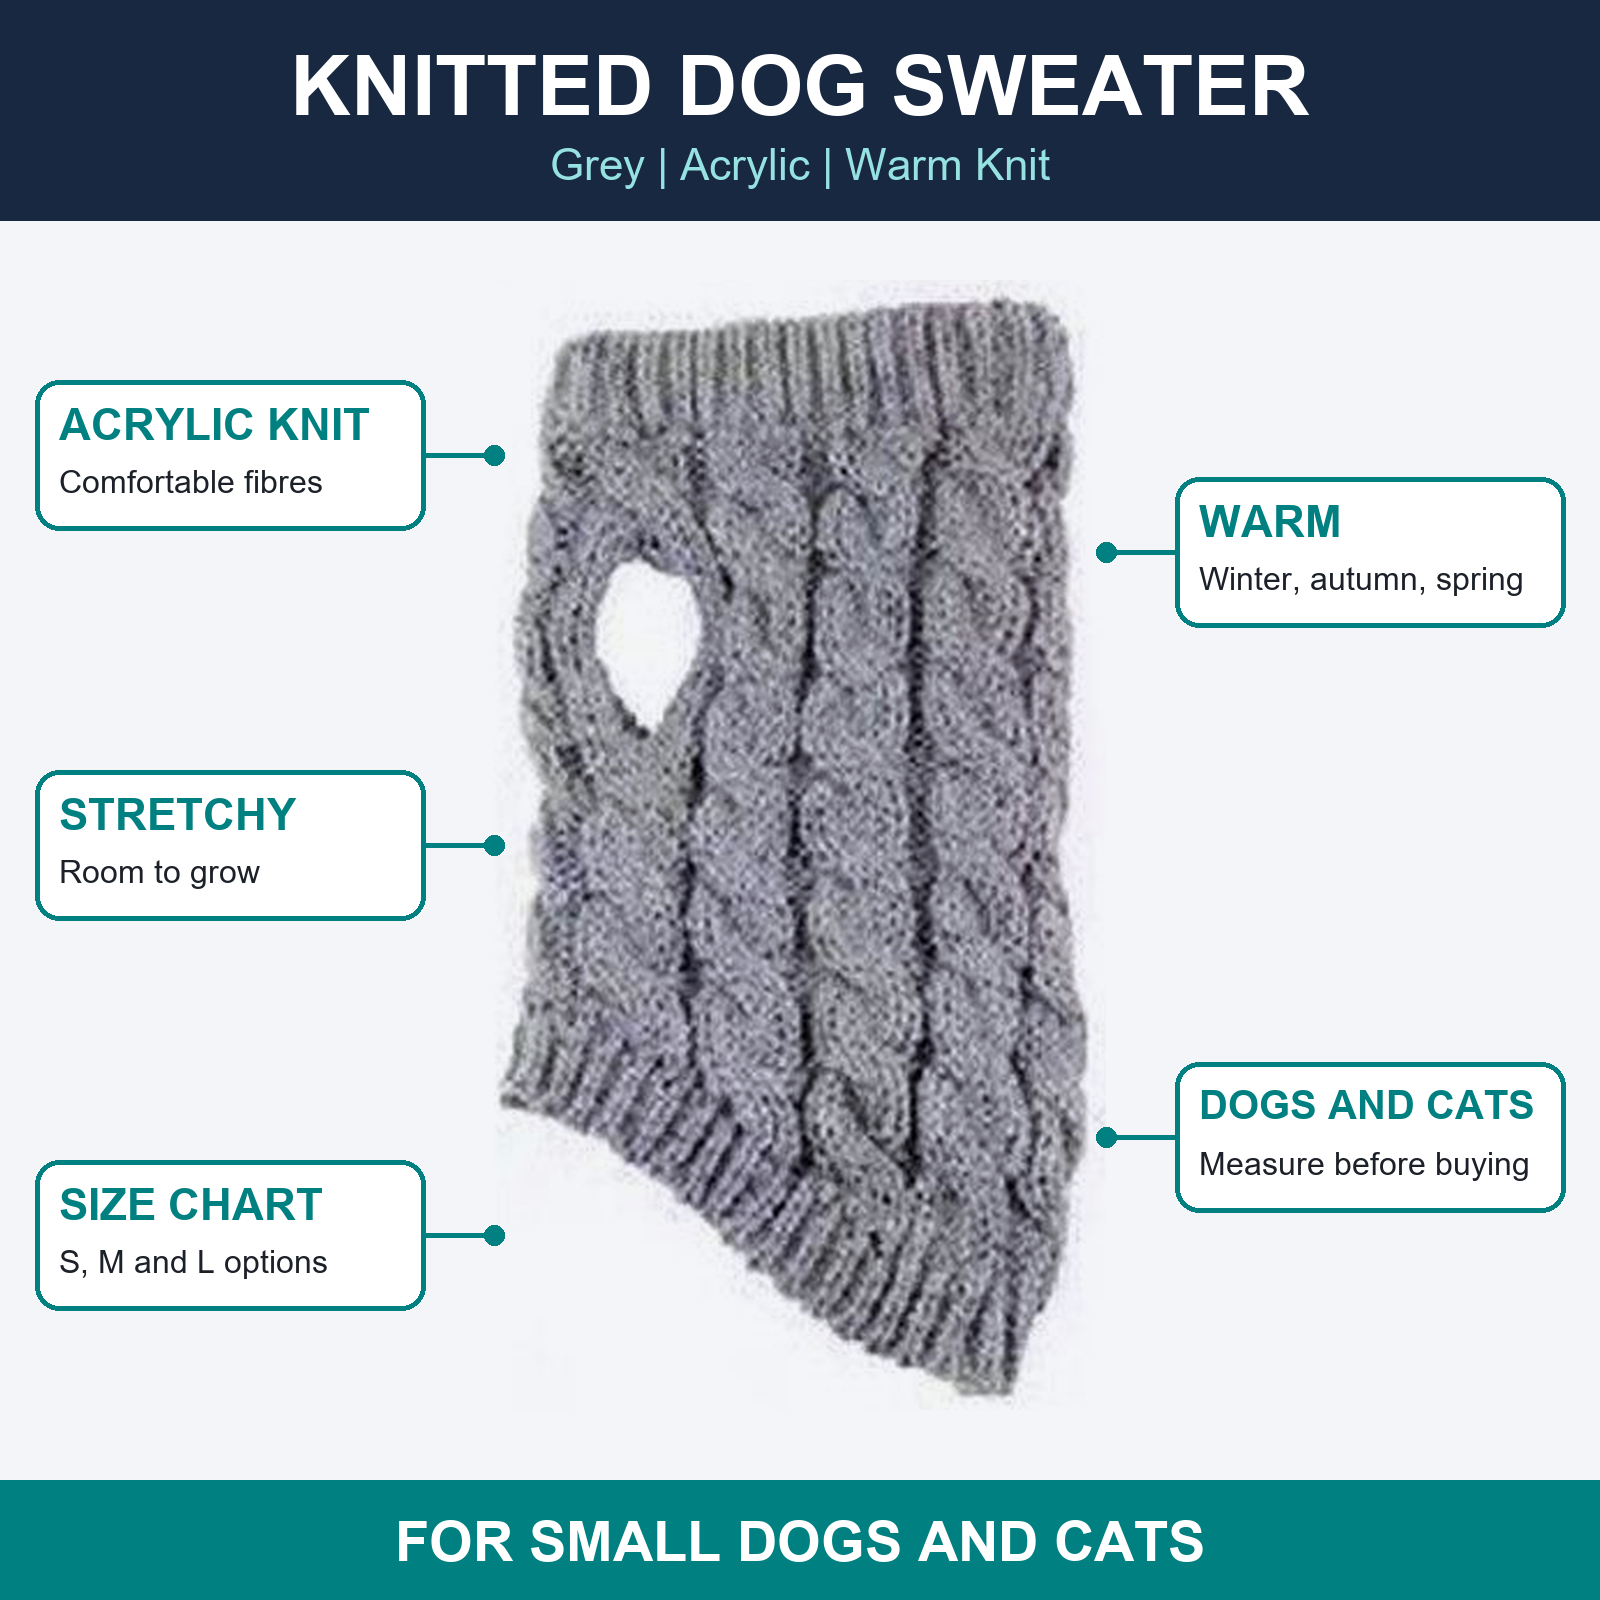 KNITTED DOG SWEATER
Grey | Acrylic | Warm Knit
ACRYLIC KNIT
Comfortable fibres
WARM
Winter, autumn, spring
STRETCHY
Room to grow
DOGS AND CATS
Measure before buying
SIZE CHART
S, M and L options
FOR SMALL DOGS AND CATS